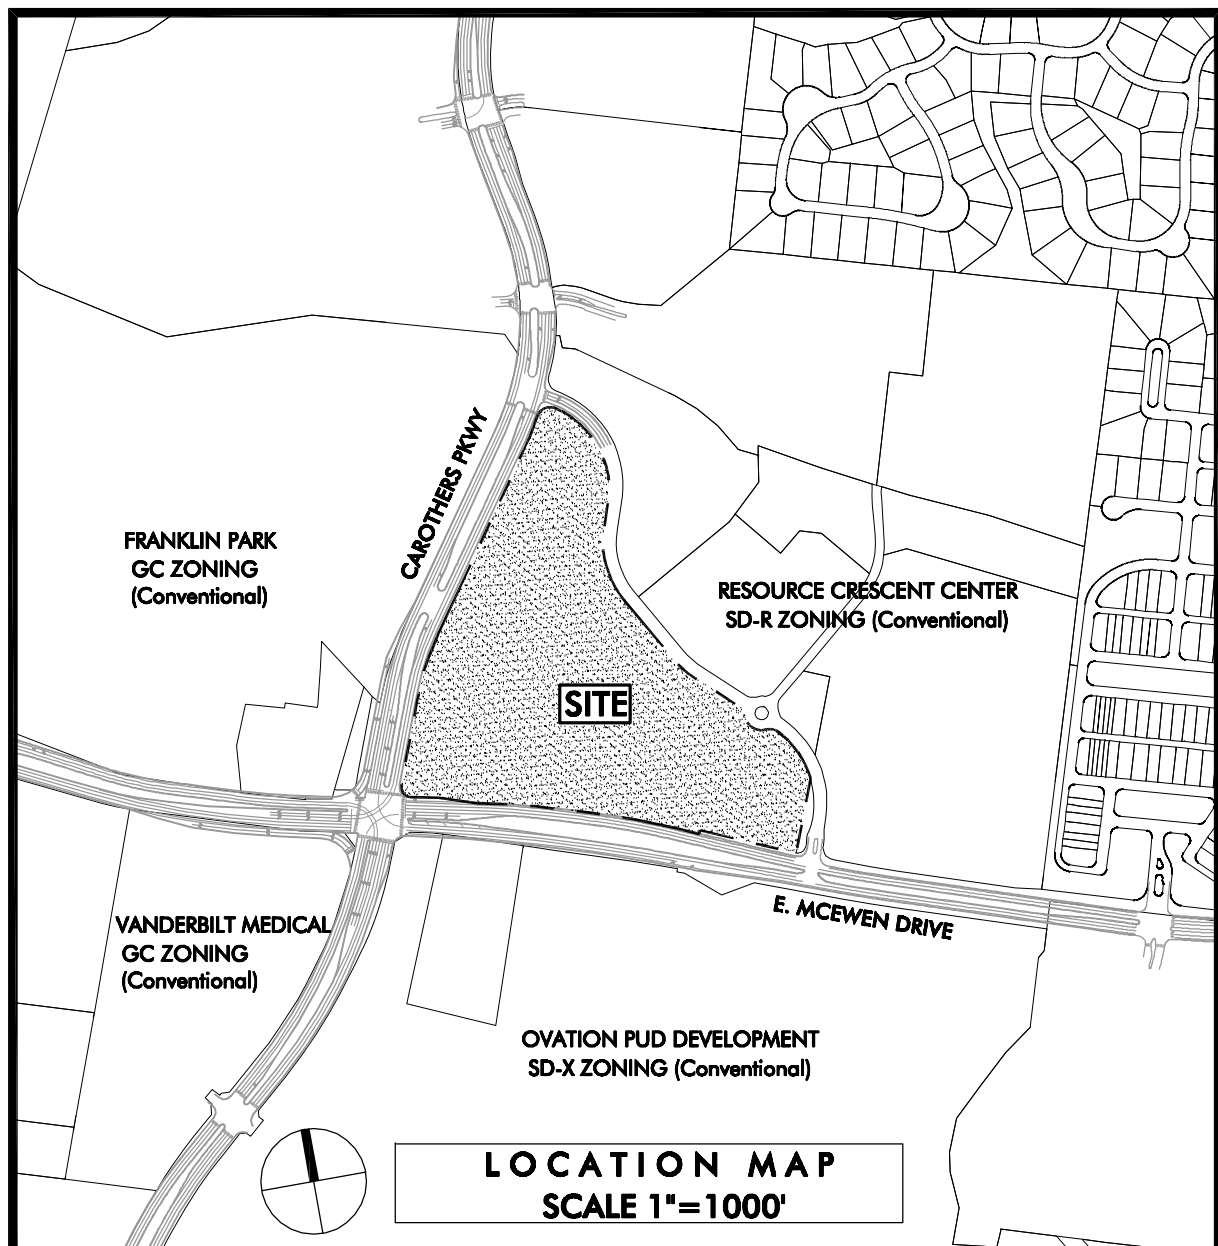 CAROTHERS PKWY
FRANKLIN PARK
GC ZONING
(Conventional)
RESOURCE CRESCENT CENTER
SD-R ZONING (Conventional)
SITE
E. MCEWEN DRIVE
VANDERBILT MEDICAL
GC ZONING
(Conventional)
OVATION PUD DEVELOPMENT
SD-X ZONING (Conventional)
LOCATION MAP
SCALE 1"=1000'